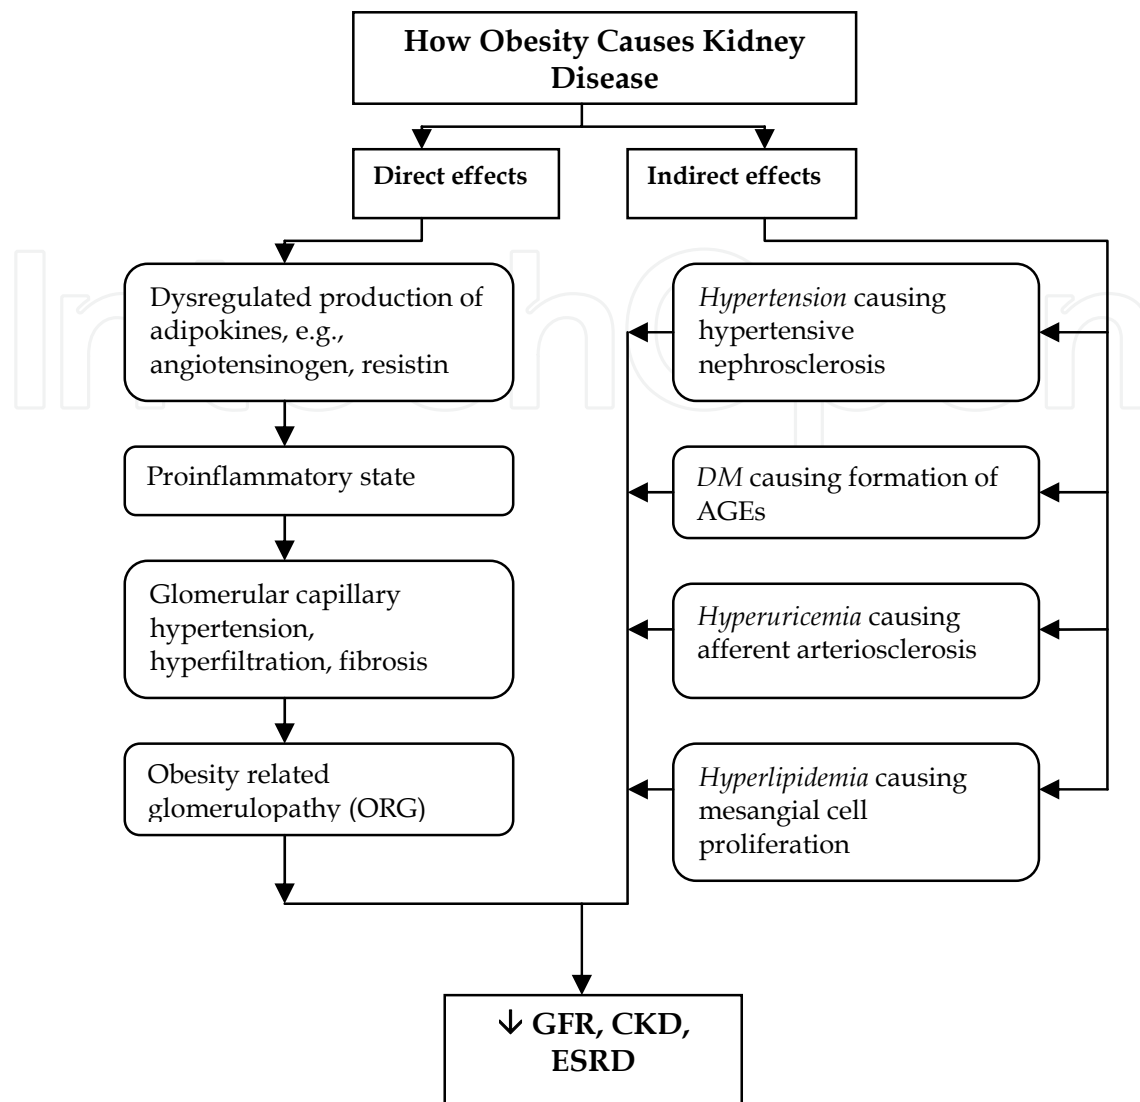 How Obesity Causes Kidney
Disease
Direct effects
Indirect effects
Dysregulated production of
adipokines, e.g.,
angiotensinogen, resistin
Proinflammatory state
Glomerular capillary
hypertension,
hyperfiltration, fibrosis
Obesity related
glomerulopathy (ORG)
Hypertension causing
hypertensive
nephrosclerosis
DM causing formation of
AGEs
Hyperuricemia causing
afferent arteriosclerosis
Hyperlipidemia causing
mesangial cell
proliferation
↓ GFR, CKD,
ESRD
IntechOpen